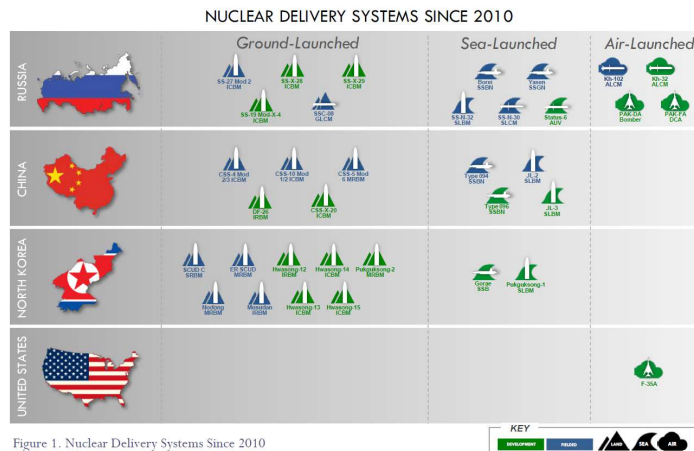 NUCLEAR DELIVERY SYSTEMS SINCE 2010
Ground-Launched
Sea-Launched
Air-Launched
RUSSIA
SS-27 Mod 2
ICBM
SS-X-28
ICBM
SS-X-29
ICBM
SS-19 Mod-X-4
ICBM
SSC-08
GLCM
Borei
SSBN
Yasen
SSGN
SS-N-32
SLBM
SS-N-30
SLCM
Status-6
AUV
Kh-102
ALCM
Kh-32
ALCM
PAK-DA
Bomber
PAK-FA
DCA
CHINA
CSS-4 Mod
2/3 ICBM
CSS-10 Mod
1/2 ICBM
CSS-5 Mod
6 MRBM
DF-26
IRBM
CSS-X-20
ICBM
Type 094
SSBN
JL-2
SLBM
Type 096
SSBN
JL-3
SLBM
NORTH KOREA
SCUD C
SRBM
ER SCUD
MRBM
Hwasong-12
IRBM
Hwasong-14
ICBM
Pukguksong-2
MRBM
Nodong
MRBM
Musudan
IRBM
Hwasong-13
ICBM
Hwasong-15
ICBM
Gorae
SSB
Pukguksong-1
SLBM
UNITED STATES
F-35A
KEY
DEVELOPMENT
FIELDED
LAND
SEA
AIR
Figure 1. Nuclear Delivery Systems Since 2010